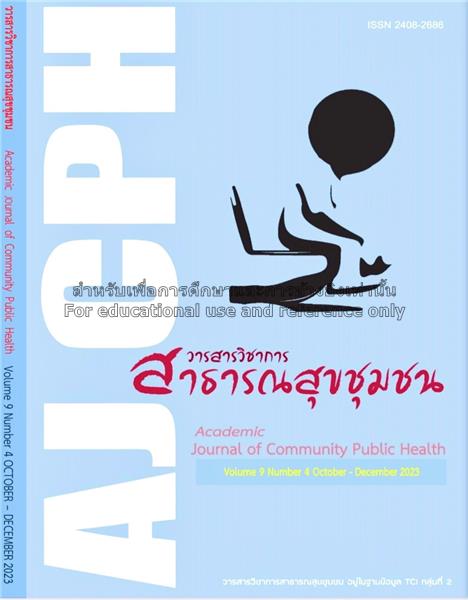 วารสารวิชาการสาธารณสุขชุมชน Academic Journal of Community Public Health Volume 9 Number 4 OCTOBER – DECEMBER 2023
AJ CPH
ISSN 2408-2686
สำหรับเพื่อการศึกษาและการอ้างอิงเท่านั้น
For educational use and reference only
วารสารวิชาการ
สาธารณสุขชุมชน
Academic
Journal of Community Public Health
Volume 9 Number 4 October - December 2023
วารสารวิชาการสาธารณสุขชุมชน อยู่ในฐานข้อมูล TCI กลุ่มที่ 2